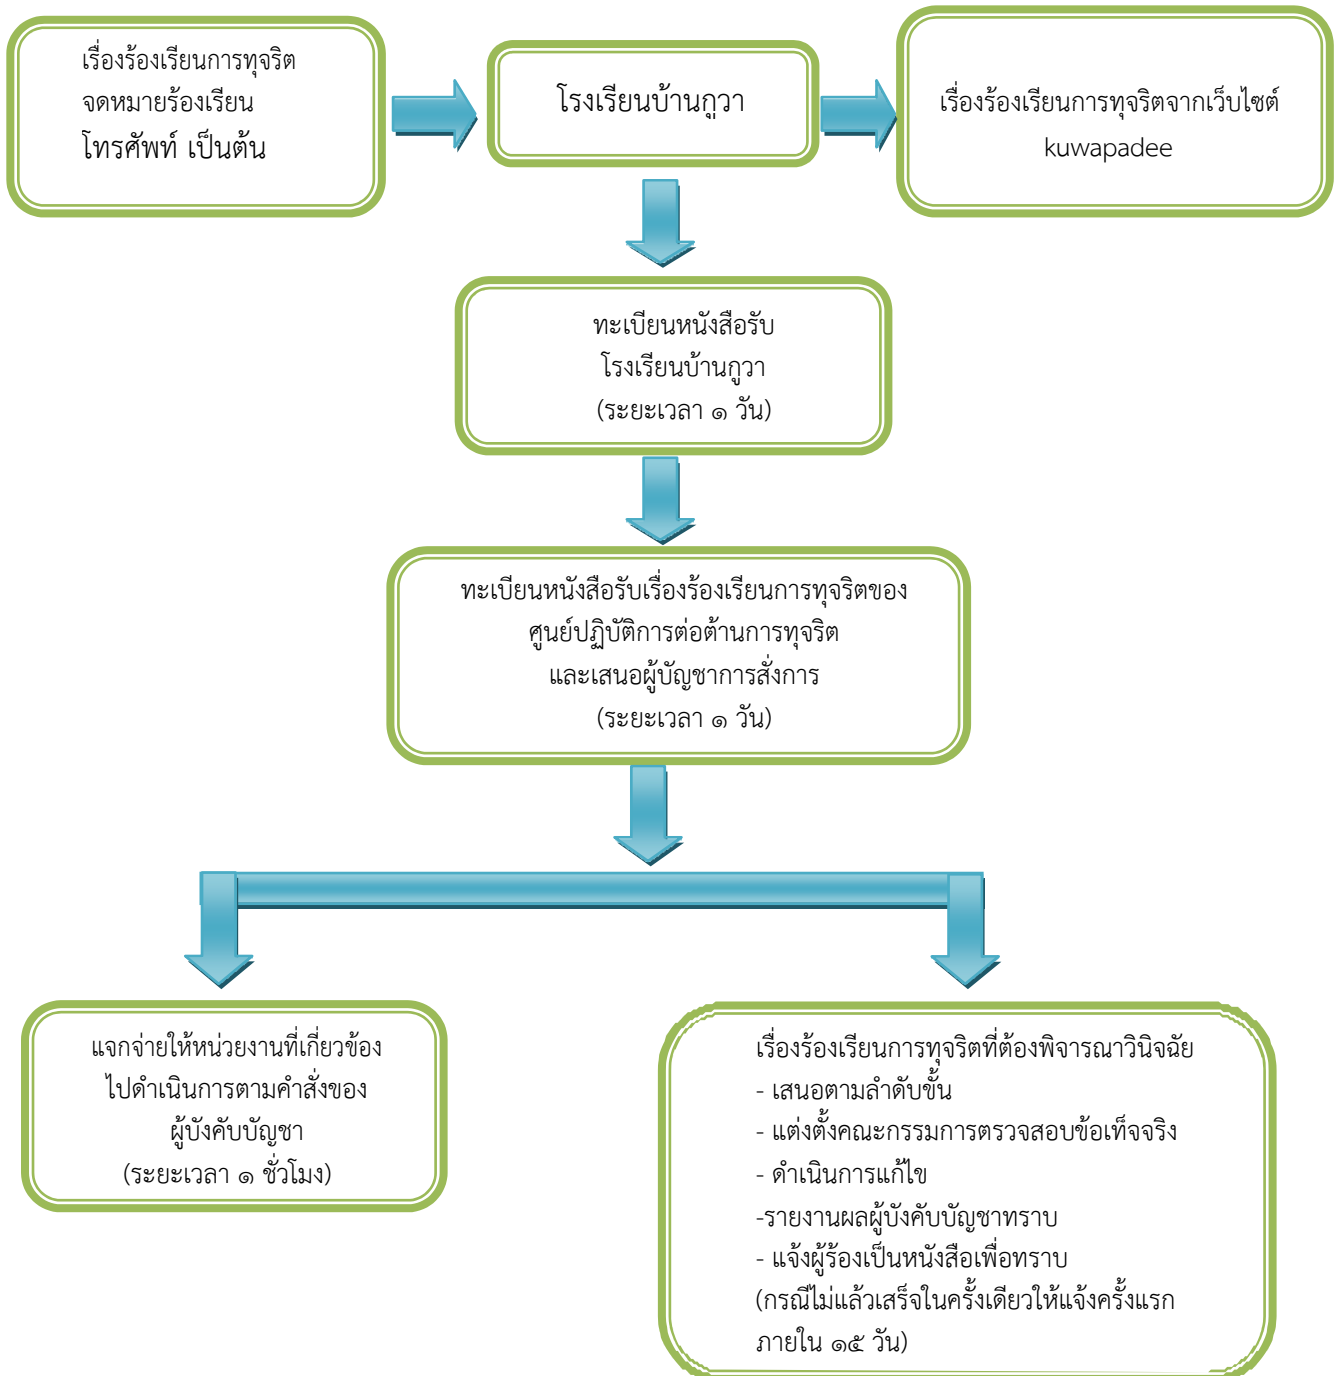 เรื่องร้องเรียนการทุจริต
จดหมายร้องเรียน
โทรศัพท์ เป็นต้น
โรงเรียนบ้านกูวา
เรื่องร้องเรียนการทุจริตจากเว็บไซต์
kuwapadee
ทะเบียนหนังสือรับ
โรงเรียนบ้านกูวา
(ระยะเวลา ๑ วัน)
ทะเบียนหนังสือรับเรื่องร้องเรียนการทุจริตของ
ศูนย์ปฏิบัติการต่อต้านการทุจริต
และเสนอผู้บัญชาการสั่งการ
(ระยะเวลา ๑ วัน)
แจกจ่ายให้หน่วยงานที่เกี่ยวข้อง
ไปดำเนินการตามคำสั่งของ
ผู้บังคับบัญชา
(ระยะเวลา ๑ ชั่วโมง)
เรื่องร้องเรียนการทุจริตที่ต้องพิจารณาวินิจฉัย
- เสนอตามลำดับขั้น
- แต่งตั้งคณะกรรมการตรวจสอบข้อเท็จจริง
- ดำเนินการแก้ไข
-รายงานผลผู้บังคับบัญชาทราบ
- แจ้งผู้ร้องเป็นหนังสือเพื่อทราบ
(กรณีไม่แล้วเสร็จในครั้งเดียวให้แจ้งครั้งแรก
ภายใน ๑๕ วัน)